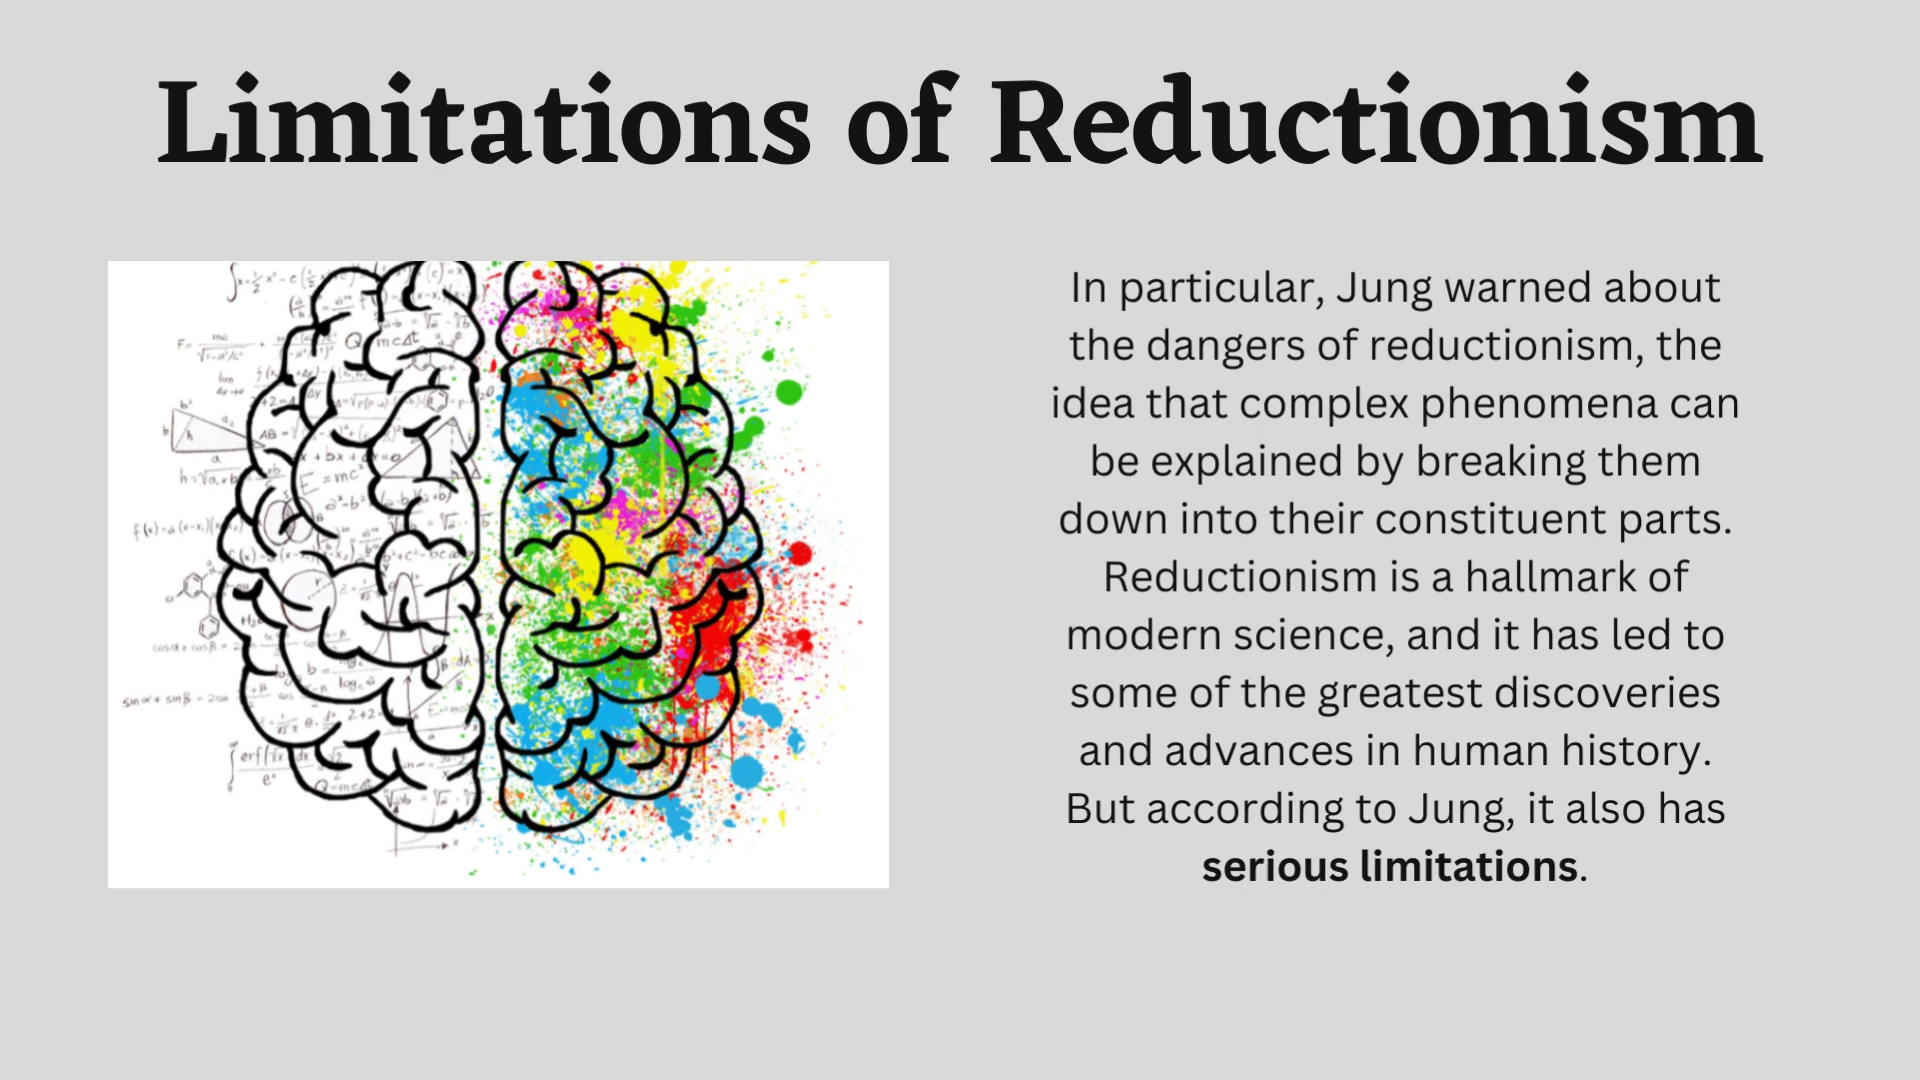 Limitations of Reductionism
In particular, Jung warned about
the dangers of reductionism, the
idea that complex phenomena can
be explained by breaking them
down into their constituent parts.
Reductionism is a hallmark of
modern science, and it has led to
some of the greatest discoveries
and advances in human history.
But according to Jung, it also has
serious limitations.